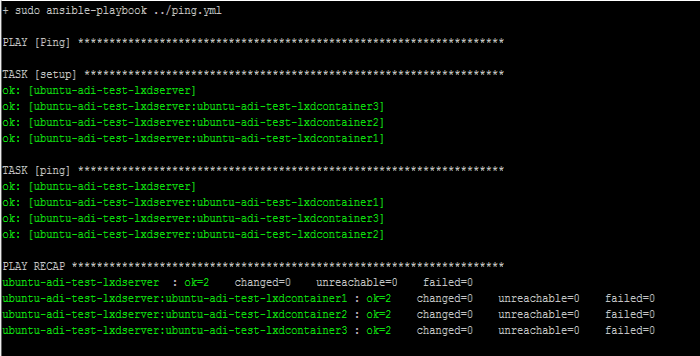 + sudo ansible-playbook ../ping.yml
PLAY [Ping] ********************************************************************
TASK [setup] *******************************************************************
ok: [ubuntu-adi-test-lxdserver]
ok: [ubuntu-adi-test-lxdserver:ubuntu-adi-test-lxdcontainer3]
ok: [ubuntu-adi-test-lxdserver:ubuntu-adi-test-lxdcontainer2]
ok: [ubuntu-adi-test-lxdserver:ubuntu-adi-test-lxdcontainer1]
TASK [ping] ********************************************************************
ok: [ubuntu-adi-test-lxdserver]
ok: [ubuntu-adi-test-lxdserver:ubuntu-adi-test-lxdcontainer1]
ok: [ubuntu-adi-test-lxdserver:ubuntu-adi-test-lxdcontainer3]
ok: [ubuntu-adi-test-lxdserver:ubuntu-adi-test-lxdcontainer2]
PLAY RECAP *********************************************************************
ubuntu-adi-test-lxdserver  : ok=2    changed=0    unreachable=0    failed=0
ubuntu-adi-test-lxdserver:ubuntu-adi-test-lxdcontainer1 : ok=2    changed=0    unreachable=0    failed=0
ubuntu-adi-test-lxdserver:ubuntu-adi-test-lxdcontainer2 : ok=2    changed=0    unreachable=0    failed=0
ubuntu-adi-test-lxdserver:ubuntu-adi-test-lxdcontainer3 : ok=2    changed=0    unreachable=0    failed=0